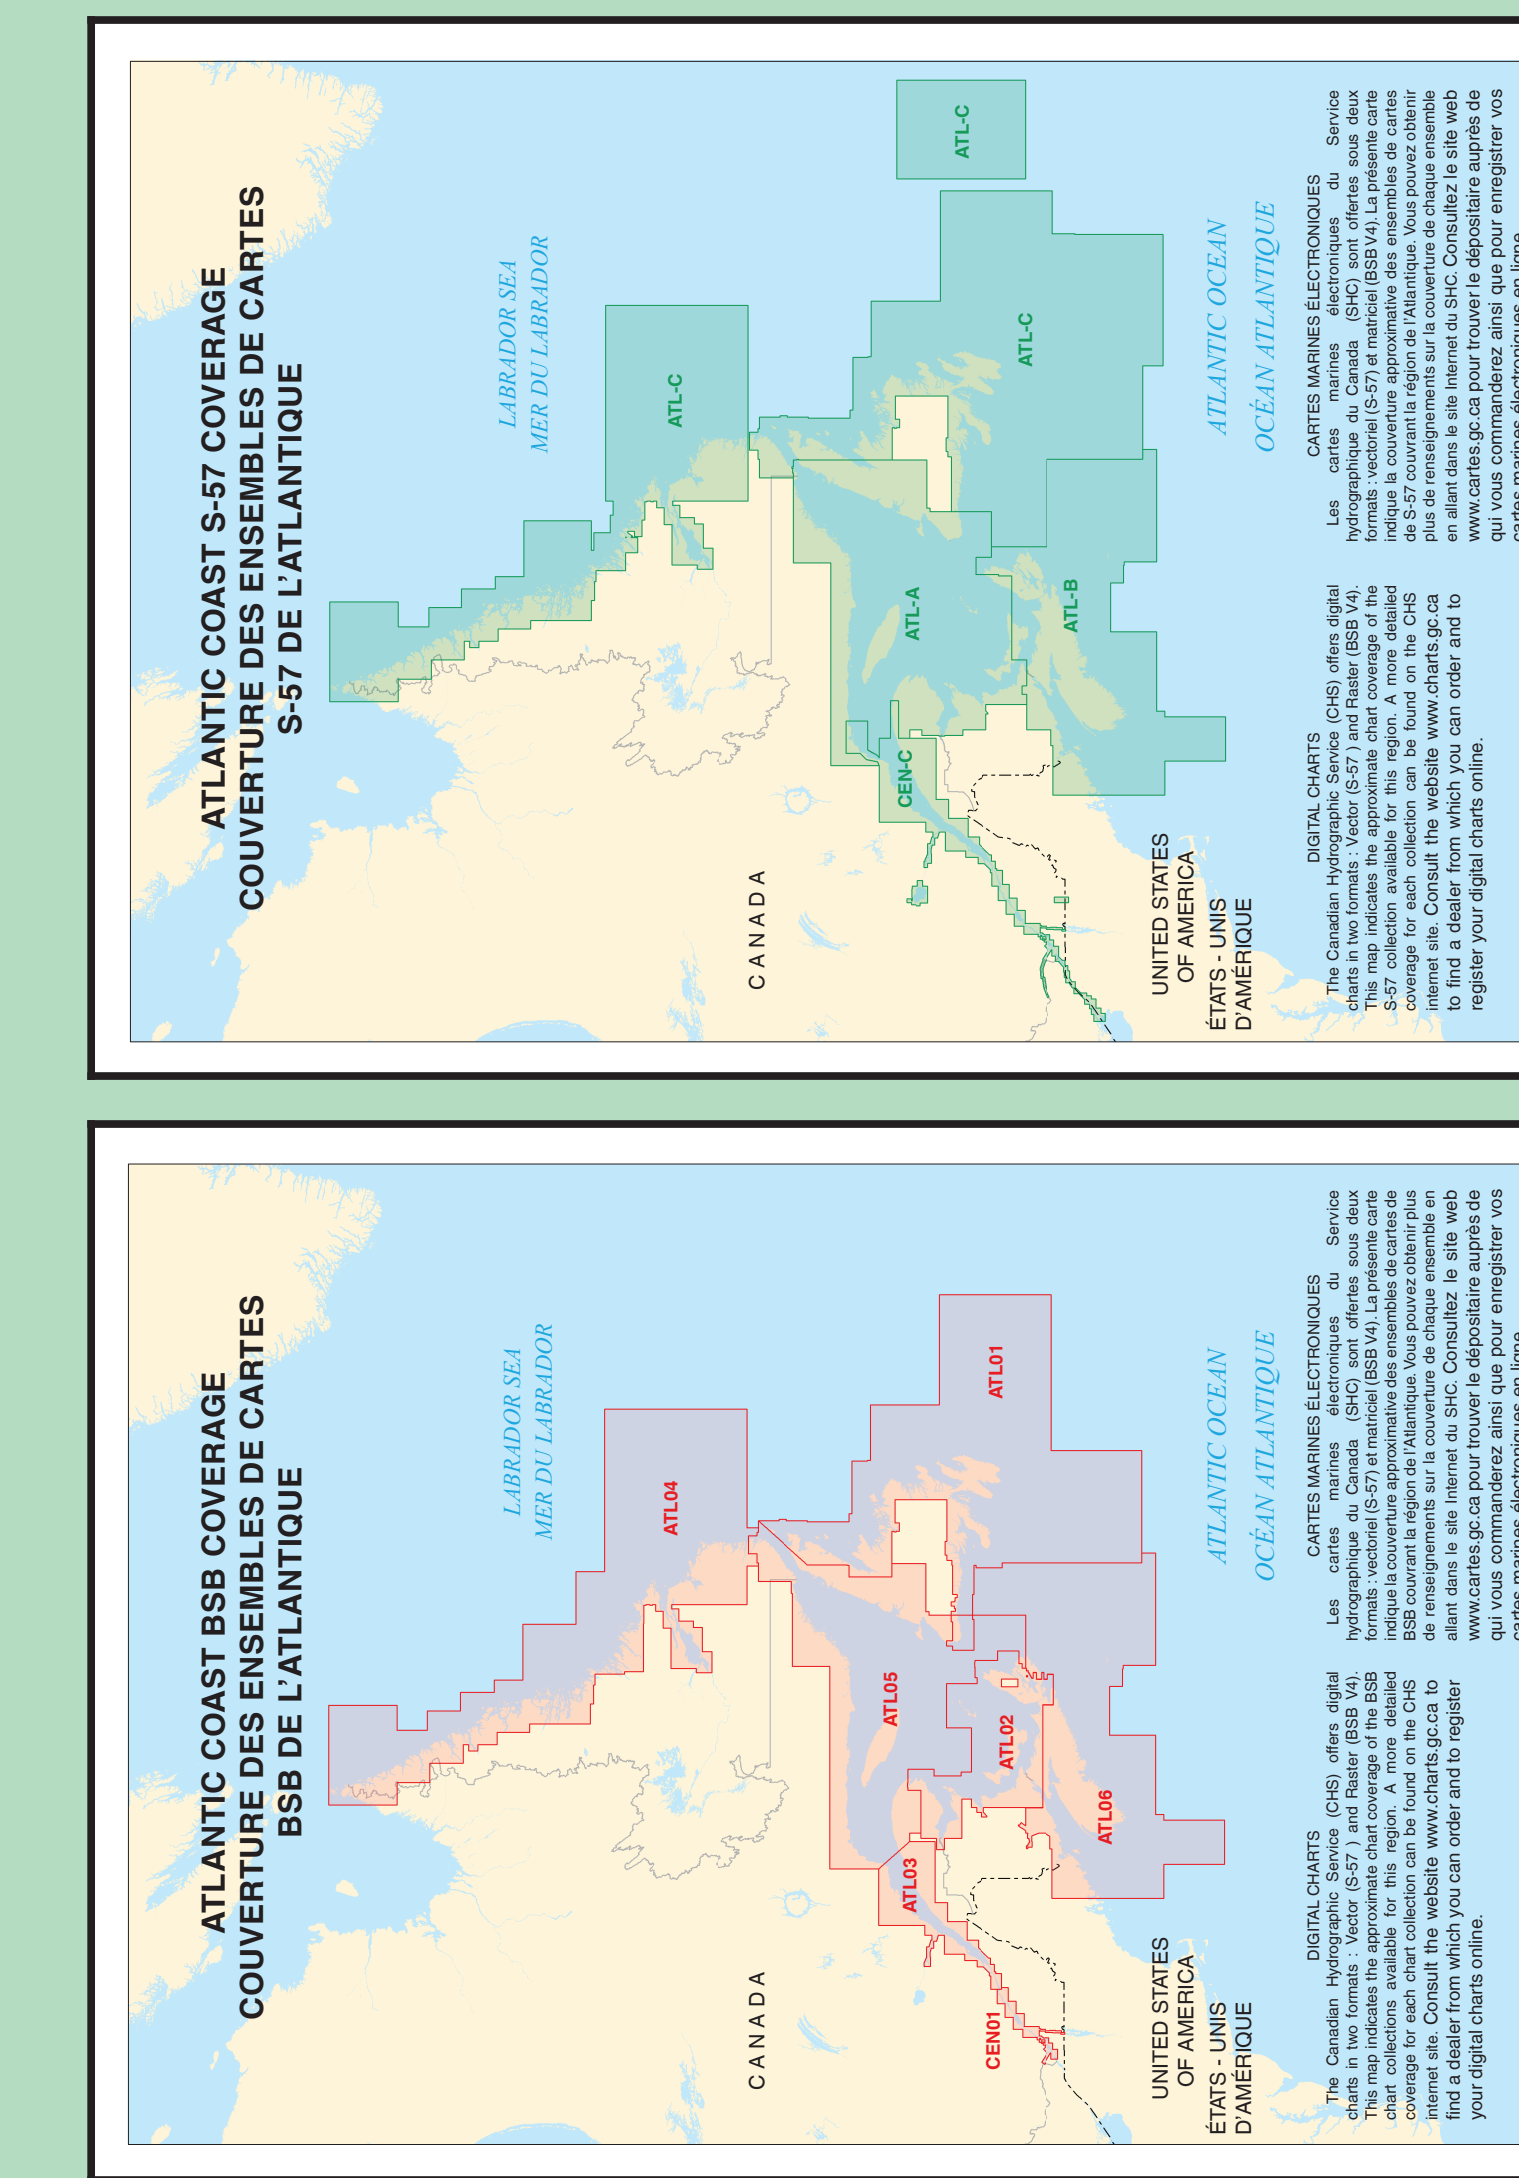 ATLANTIC COAST S-57 COVERAGE
COUVERTURE DES ENSEMBLES DE CARTES
S-57 DE L'ATLANTIQUE
LABRADOR SEA
MER DU LABRADOR
ATL-C
ATL-C
ATL-C
ATL-A
ATL-B
CEN-C
CANADA
UNITED STATES
OF AMERICA
ÉTATS - UNIS
D'AMÉRIQUE
ATLANTIC OCEAN
OCÉAN ATLANTIQUE
DIGITAL CHARTS
The Canadian Hydrographic Service (CHS) offers digital
charts in two formats : Vector (S-57 ) and Raster (BSB V4).
This map indicates the approximate chart coverage of the
S-57 collection available for this region. A more detailed
coverage for each collection can be found on the CHS
internet site. Consult the website www.charts.gc.ca
to find a dealer from which you can order and to
register your digital charts online.
CARTES MARINES ÉLECTRONIQUES
Les cartes marines électroniques du Service
hydrographique du Canada (SHC) sont offertes sous deux
formats : vectoriel (S-57) et matriciel (BSB V4). La présente carte
indique la couverture approximative des ensembles de cartes
de S-57 couvrant la région de l'Atlantique. Vous pouvez obtenir
plus de renseignements sur la couverture de chaque ensemble
en allant dans le site Internet du SHC. Consultez le site web
www.cartes.gc.ca pour trouver le dépositaire auprès de
qui vous commanderez ainsi que pour enregistrer vos
cartes marines électroniques en ligne.
ATLANTIC COAST BSB COVERAGE
COUVERTURE DES ENSEMBLES DE CARTES
BSB DE L'ATLANTIQUE
LABRADOR SEA
MER DU LABRADOR
ATL04
ATL01
ATL05
ATL02
ATL06
ATL03
CEN01
CANADA
UNITED STATES
OF AMERICA
ÉTATS - UNIS
D'AMÉRIQUE
ATLANTIC OCEAN
OCÉAN ATLANTIQUE
DIGITAL CHARTS
The Canadian Hydrographic Service (CHS) offers digital
charts in two formats : Vector (S-57 ) and Raster (BSB V4).
This map indicates the approximate chart coverage of the BSB
chart collections available for this region. A more detailed
coverage for each chart collection can be found on the CHS
internet site. Consult the website www.charts.gc.ca to
find a dealer from which you can order and to register
your digital charts online.
CARTES MARINES ÉLECTRONIQUES
Les cartes marines électroniques du Service
hydrographique du Canada (SHC) sont offertes sous deux
formats : vectoriel (S-57) et matriciel (BSB V4). La présente carte
indique la couverture approximative des ensembles de cartes de
BSB couvrant la région de l'Atlantique. Vous pouvez obtenir plus
de renseignements sur la couverture de chaque ensemble en
allant dans le site Internet du SHC. Consultez le site web
www.cartes.gc.ca pour trouver le dépositaire auprès de
qui vous commanderez ainsi que pour enregistrer vos
cartes marines électroniques en ligne.